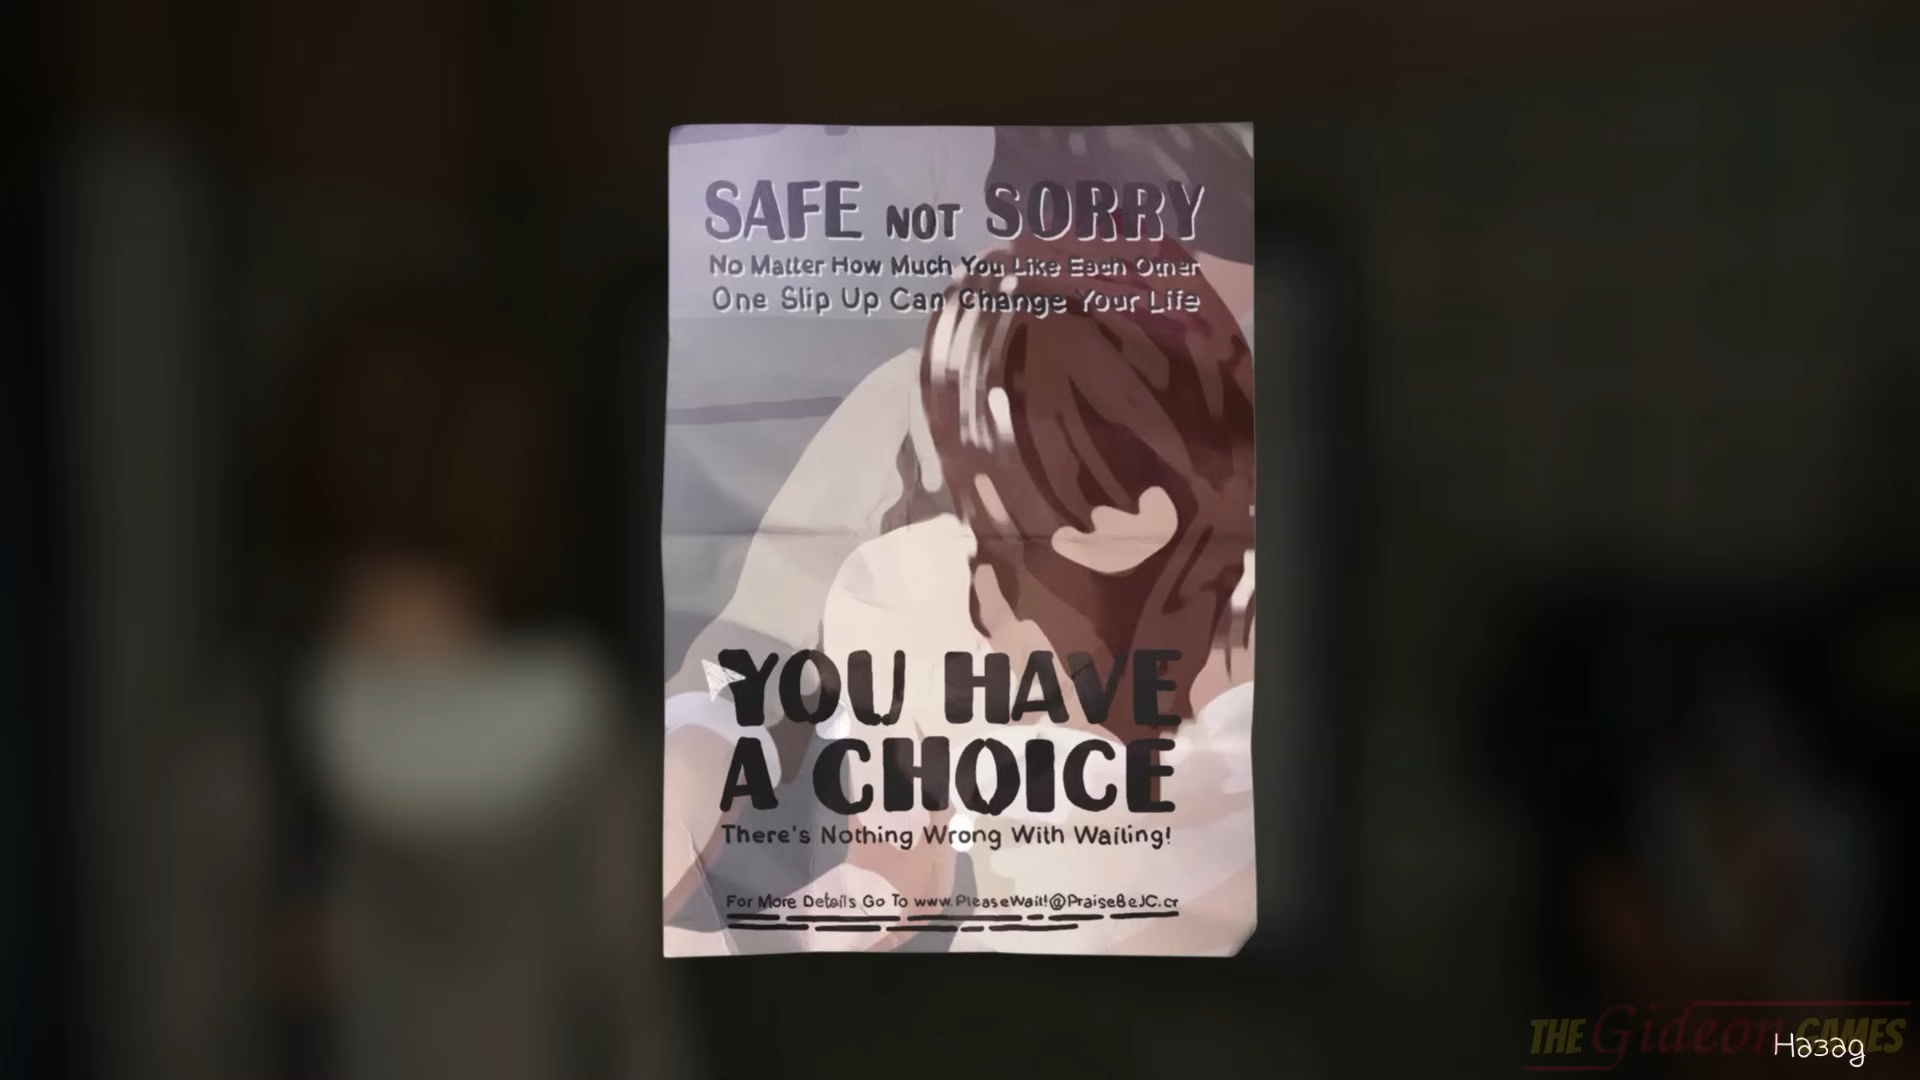 SAFE NOT SORRY
No Matter How Much You Like Each Other
One Slip Up Can Change Your Life
YOU HAVE
A CHOICE
There's Nothing Wrong With Waiting!
For More Details Go To www.PleaseWait!@PraiseBeJC.cr
THE Gideon GAMES
Назад